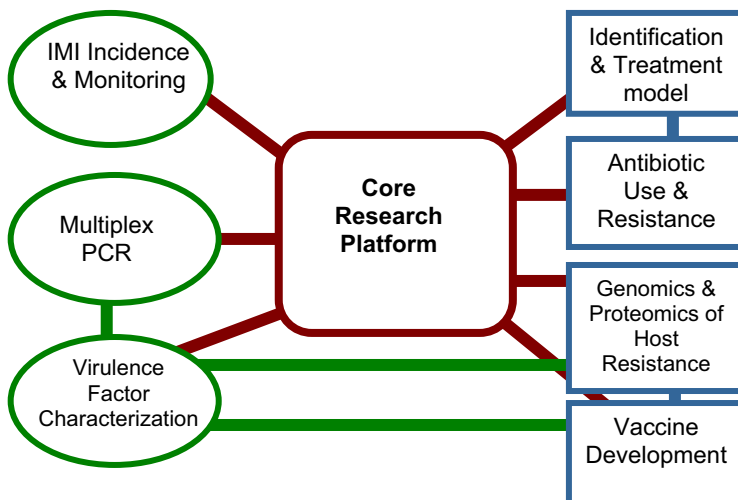 IMI Incidence
& Monitoring
Multiplex
PCR
Virulence
Factor
Characterization
Core
Research
Platform
Identification
& Treatment
model
Antibiotic
Use &
Resistance
Genomics &
Proteomics of
Host
Resistance
Vaccine
Development